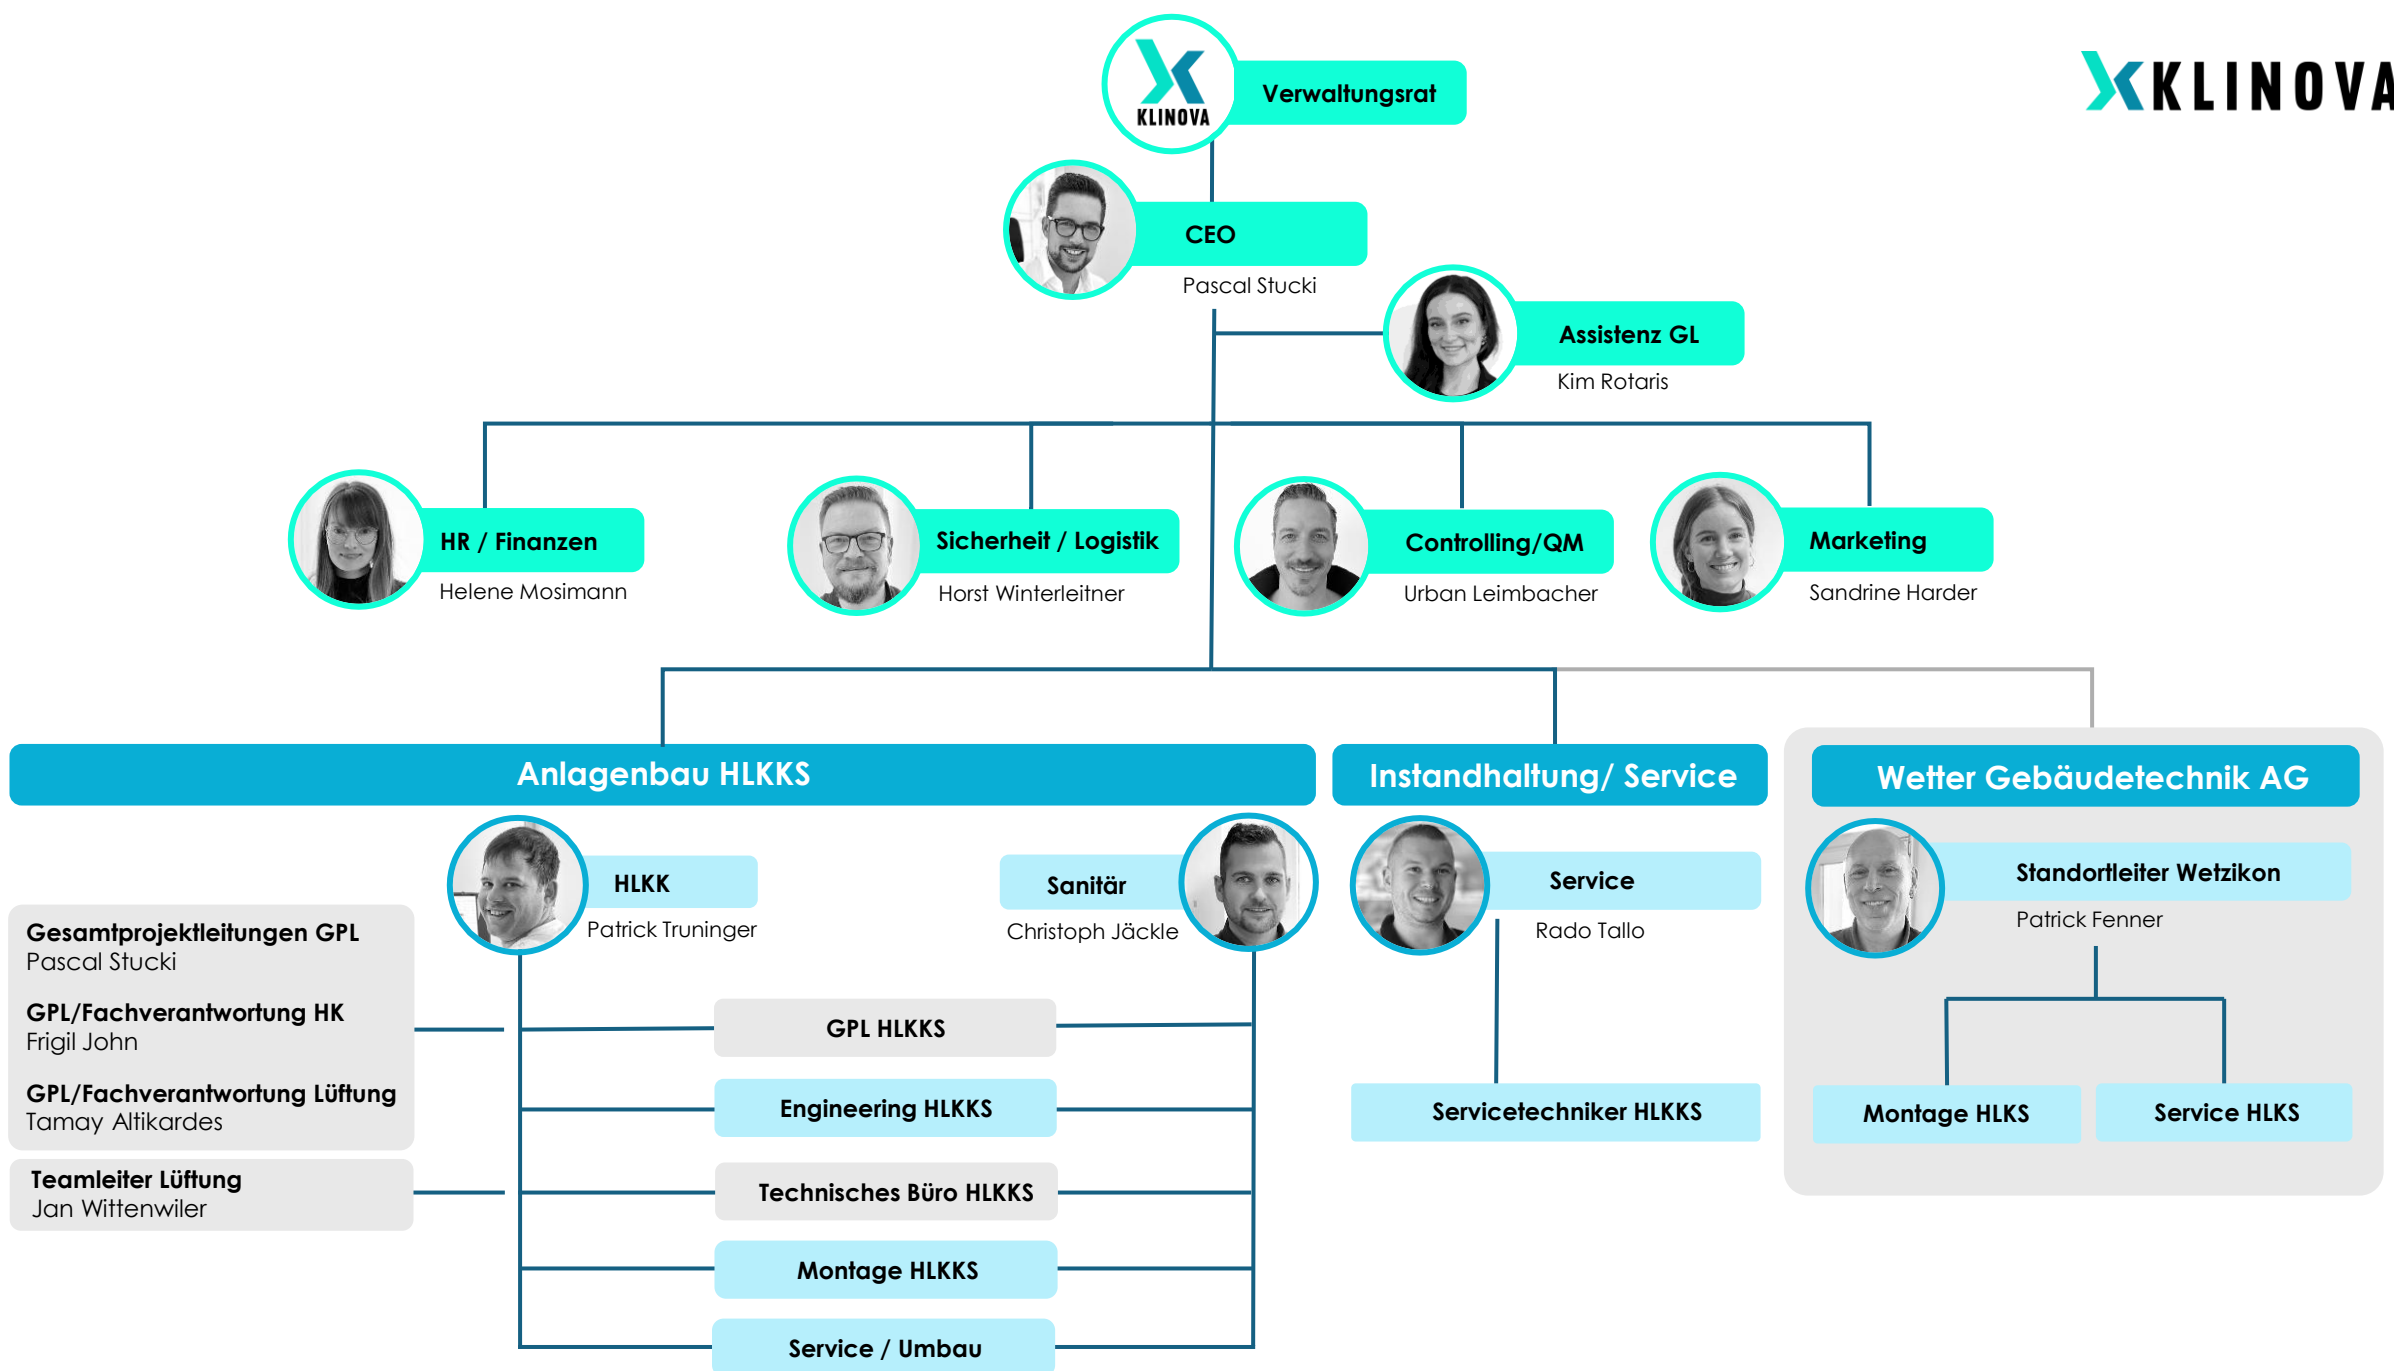 KLINOVA
Verwaltungsrat
KLINOVA
CEO
Pascal Stucki
Assistenz GL
Kim Rotaris
HR / Finanzen
Helene Mosimann
Sicherheit / Logistik
Horst Winterleitner
Controlling/QM
Urban Leimbacher
Marketing
Sandrine Harder
Anlagenbau HLKKS
HLKK
Patrick Truninger
Sanitär
Christoph Jäckle
Gesamtprojektleitungen GPL
Pascal Stucki
GPL/Fachverantwortung HK
Frigil John
GPL/Fachverantwortung Lüftung
Tamay Altikardes
Teamleiter Lüftung
Jan Wittenwiler
GPL HLKKS
Engineering HLKKS
Technisches Büro HLKKS
Montage HLKKS
Service / Umbau
Instandhaltung/ Service
Service
Rado Tallo
Servicetechniker HLKKS
Wetter Gebäudetechnik AG
Standortleiter Wetzikon
Patrick Fenner
Montage HLKS
Service HLKS